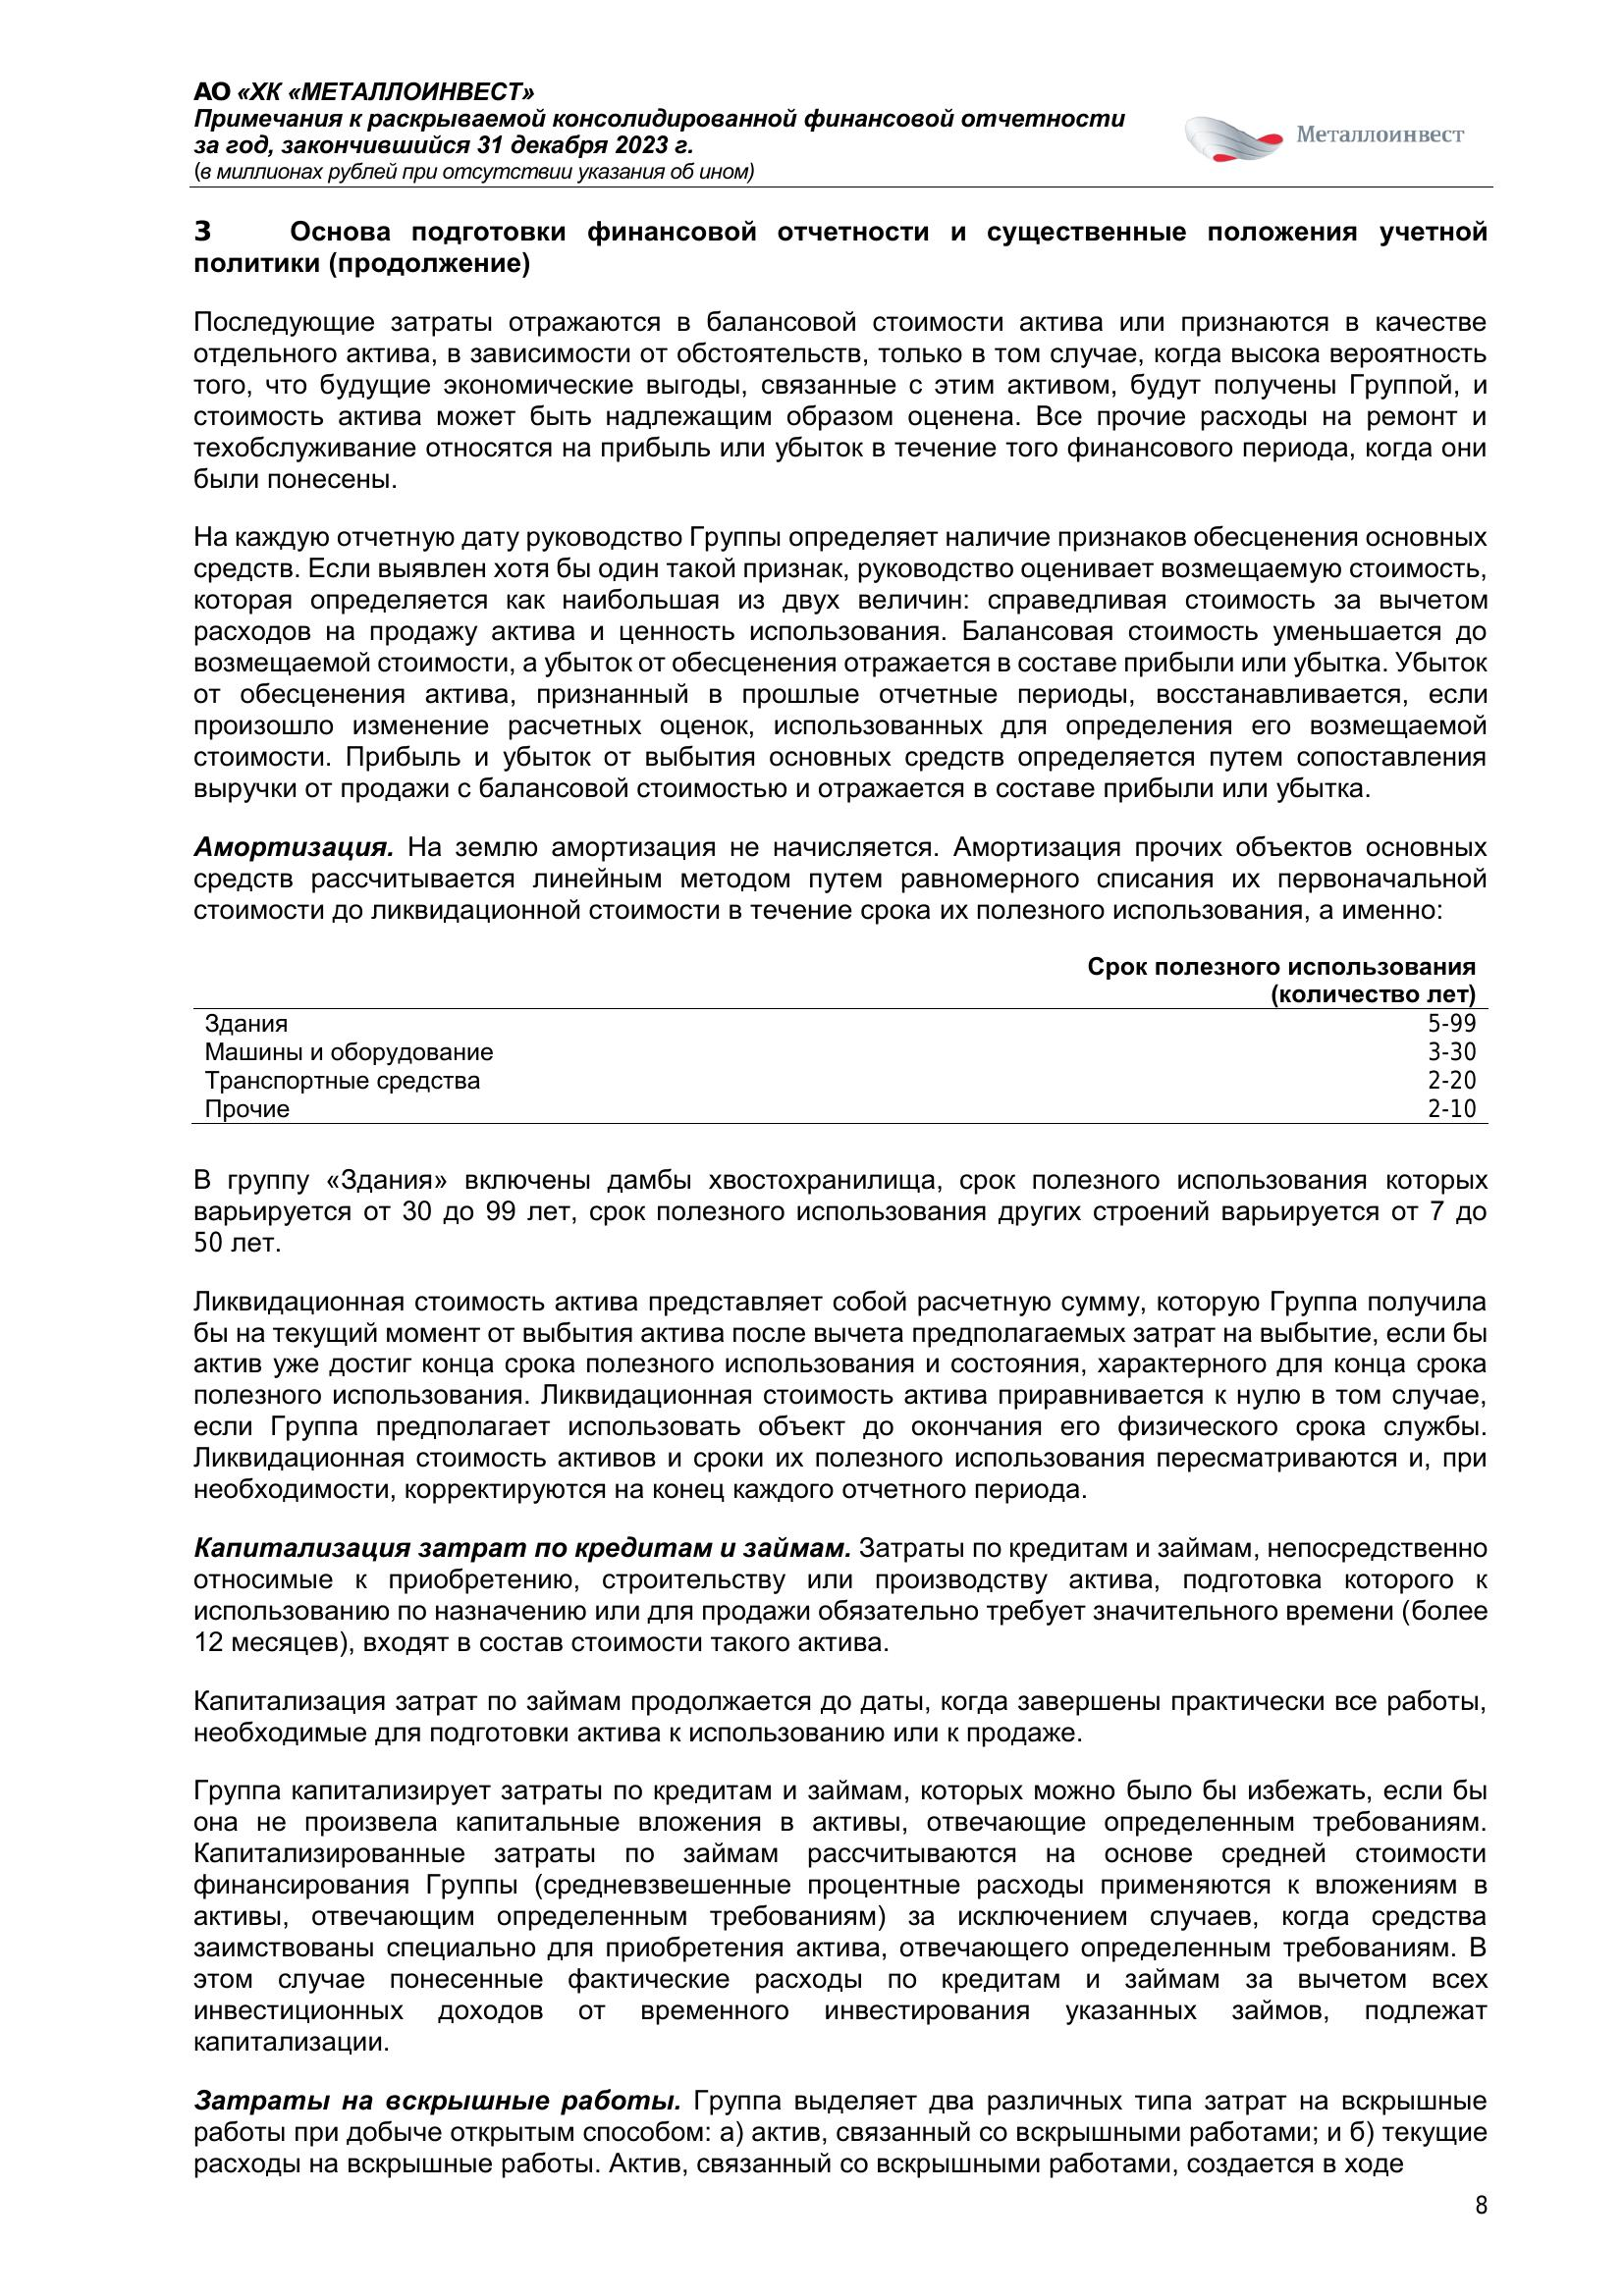 АО «ХК «МЕТАЛЛОИНВЕСТ»
Примечания к раскрываемой консолидированной финансовой отчетности
за год, закончившийся 31 декабря 2023 г.
(в миллионах рублей при отсутствии указания об ином)
Металлоинвест
3 Основа подготовки финансовой отчетности и существенные положения учетной
политики (продолжение)
Последующие затраты отражаются в балансовой стоимости актива или признаются в качестве
отдельного актива, в зависимости от обстоятельств, только в том случае, когда высока вероятность
того, что будущие экономические выгоды, связанные с этим активом, будут получены Группой, и
стоимость актива может быть надлежащим образом оценена. Все прочие расходы на ремонт и
техобслуживание относятся на прибыль или убыток в течение того финансового периода, когда они
были понесены.
На каждую отчетную дату руководство Группы определяет наличие признаков обесценения основных
средств. Если выявлен хотя бы один такой признак, руководство оценивает возмещаемую стоимость,
которая определяется как наибольшая из двух величин: справедливая стоимость за вычетом
расходов на продажу актива и ценность использования. Балансовая стоимость уменьшается до
возмещаемой стоимости, а убыток от обесценения отражается в составе прибыли или убытка. Убыток
от обесценения актива, признанный в прошлые отчетные периоды, восстанавливается, если
произошло изменение расчетных оценок, использованных для определения его возмещаемой
стоимости. Прибыль и убыток от выбытия основных средств определяется путем сопоставления
выручки от продажи с балансовой стоимостью и отражается в составе прибыли или убытка.
Амортизация. На землю амортизация не начисляется. Амортизация прочих объектов основных
средств рассчитывается линейным методом путем равномерного списания их первоначальной
стоимости до ликвидационной стоимости в течение срока их полезного использования, а именно:
Срок полезного использования
(количество лет)
Здания 5-99
Машины и оборудование 3-30
Транспортные средства 2-20
Прочие 2-10
В группу «Здания» включены дамбы хвостохранилища, срок полезного использования которых
варьируется от 30 до 99 лет, срок полезного использования других строений варьируется от 7 до
50 лет.
Ликвидационная стоимость актива представляет собой расчетную сумму, которую Группа получила
бы на текущий момент от выбытия актива после вычета предполагаемых затрат на выбытие, если бы
актив уже достиг конца срока полезного использования и состояния, характерного для конца срока
полезного использования. Ликвидационная стоимость актива приравнивается к нулю в том случае,
если Группа предполагает использовать объект до окончания его физического срока службы.
Ликвидационная стоимость активов и сроки их полезного использования пересматриваются и, при
необходимости, корректируются на конец каждого отчетного периода.
Капитализация затрат по кредитам и займам. Затраты по кредитам и займам, непосредственно
относимые к приобретению, строительству или производству актива, подготовка которого к
использованию по назначению или для продажи обязательно требует значительного времени (более
12 месяцев), входят в состав стоимости такого актива.
Капитализация затрат по займам продолжается до даты, когда завершены практически все работы,
необходимые для подготовки актива к использованию или к продаже.
Группа капитализирует затраты по кредитам и займам, которых можно было бы избежать, если бы
она не произвела капитальные вложения в активы, отвечающие определенным требованиям.
Капитализированные затраты по займам рассчитываются на основе средней стоимости
финансирования Группы (средневзвешенные процентные расходы применяются к вложениям в
активы, отвечающим определенным требованиям) за исключением случаев, когда средства
заимствованы специально для приобретения актива, отвечающего определенным требованиям. В
этом случае понесенные фактические расходы по кредитам и займам за вычетом всех
инвестиционных доходов от временного инвестирования указанных займов, подлежат
капитализации.
Затраты на вскрышные работы. Группа выделяет два различных типа затрат на вскрышные
работы при добыче открытым способом: а) актив, связанный со вскрышными работами; и б) текущие
расходы на вскрышные работы. Актив, связанный со вскрышными работами, создается в ходе
8